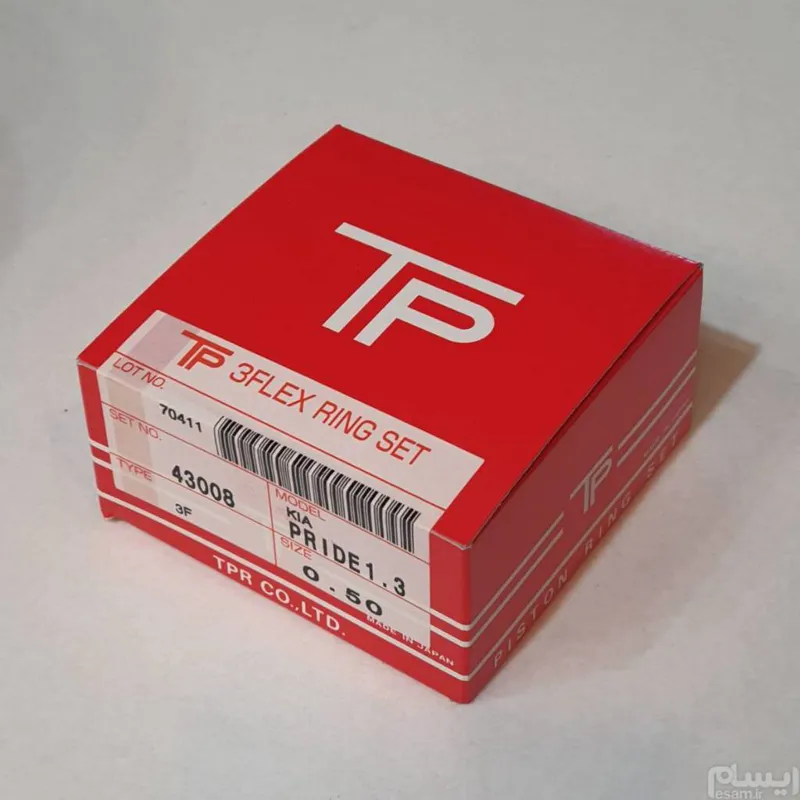 TP
TP 3FLEX RING SET
LOT NO. 70411
SET NO. 43008
TYPE 3F
MODEL KIA
PRIDE1.3
SIZE 0.50
TPR CO.,LTD.
MADE IN JAPAN
TP
PISTON RING SET
ایسام
esam.ir